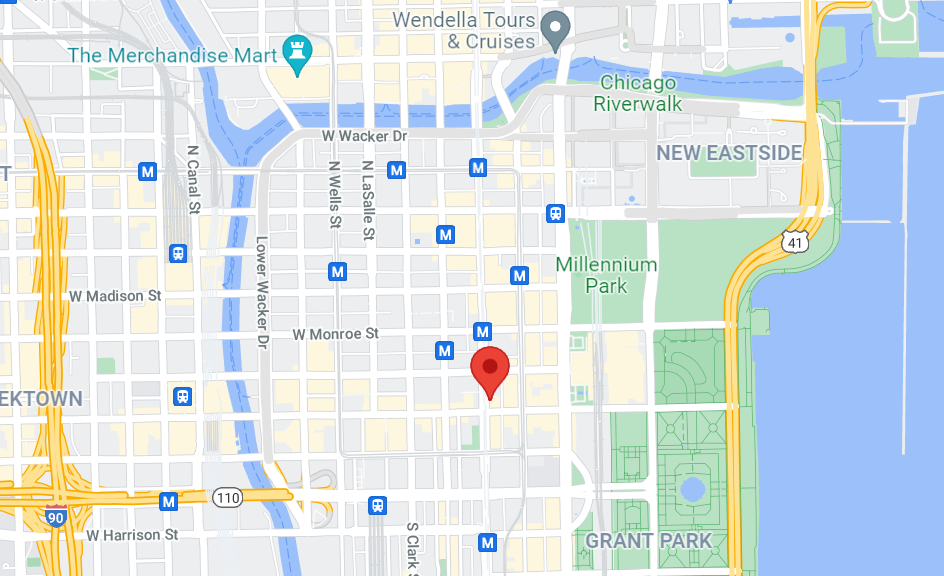 Wendella Tours
& Cruises
The Merchandise Mart
Chicago
Riverwalk
W Wacker Dr
NEW EASTSIDE
N Canal St
N Wells St
N LaSalle St
M
M
M
T
M
Lower Wacker Dr
41
Millennium
Park
M
M
W Madison St
W Monroe St
M
M
EKTOWN
110
M
90
W Harrison St
S Clark S
M
GRANT PARK